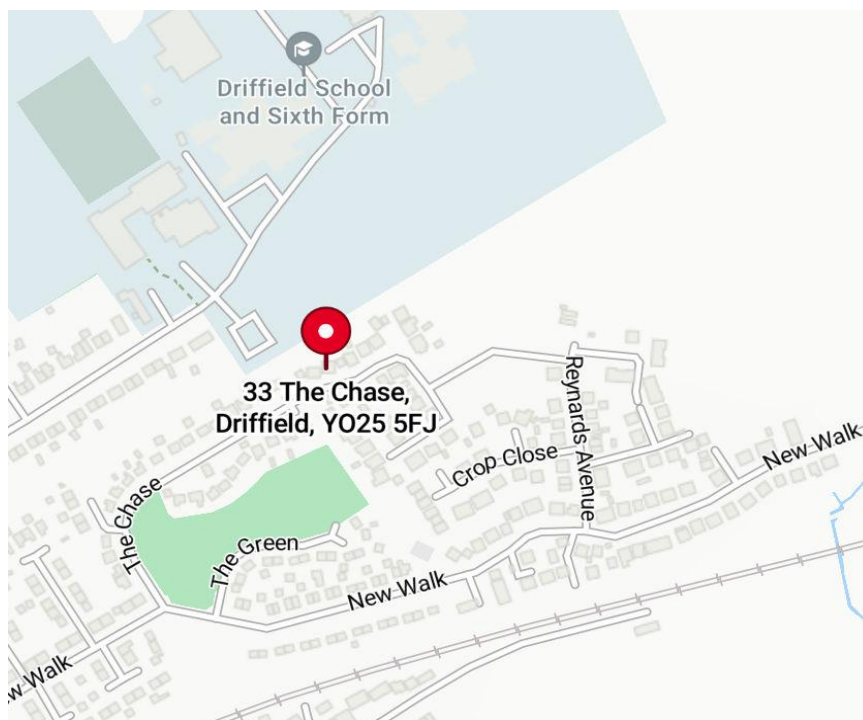 Driffield School
and Sixth Form
33 The Chase,
Driffield, YO25 5FJ
Reynards Avenue
Crop Close
New Walk
The Chase
The Green
New Walk
New Walk